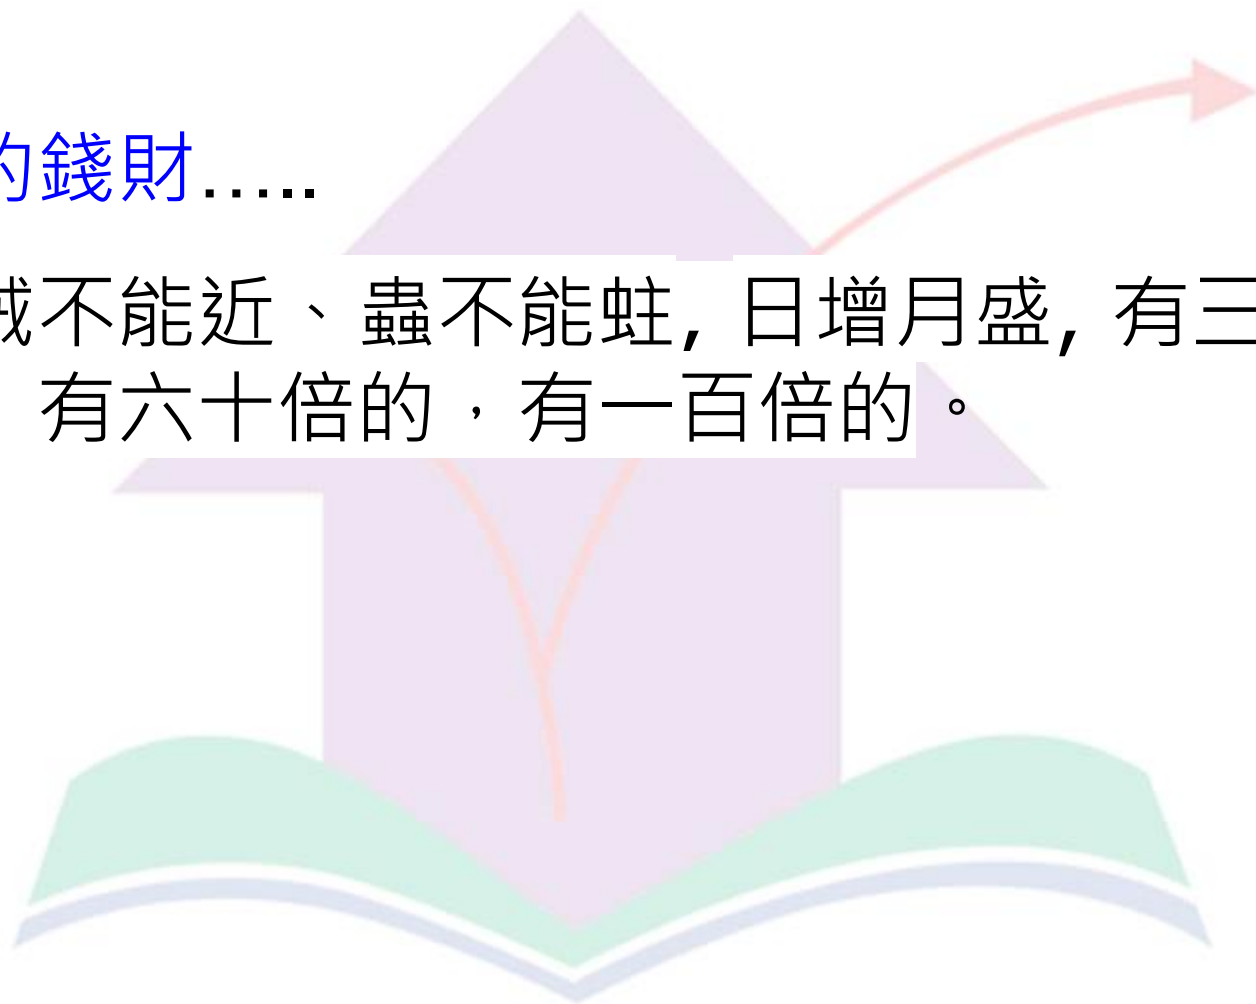 的錢財…..
賊不能近、蟲不能蛀, 日增月盛, 有三
有六十倍的，有一百倍的。